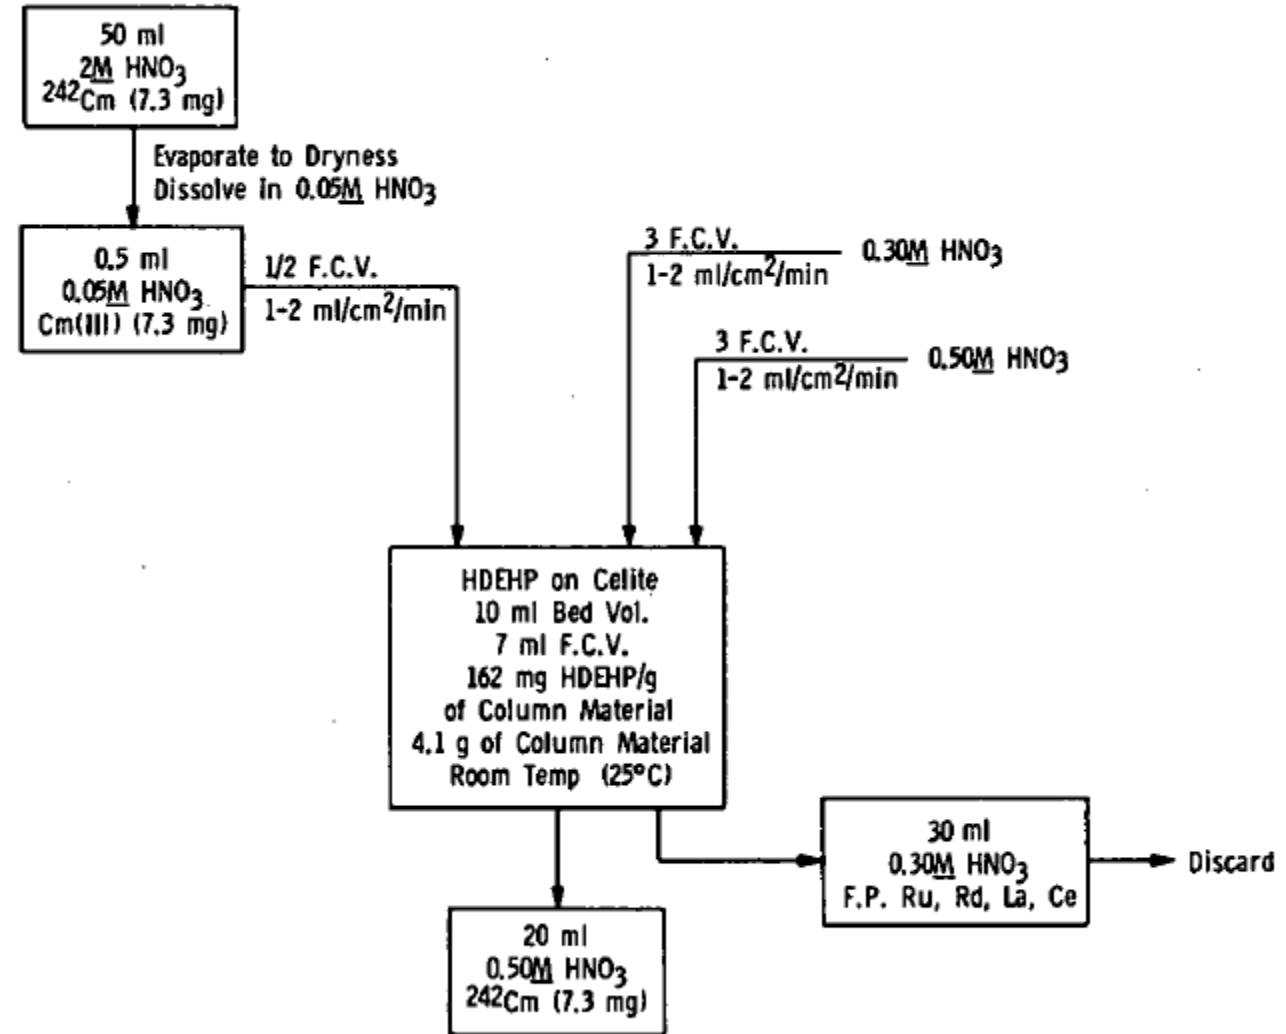 50 ml
2M HNO3
242Cm (7.3 mg)
Evaporate to Dryness
Dissolve in 0.05M HNO3
0.5 ml
0.05M HNO3
Cm(III) (7.3 mg)
1/2 F.C.V.
1-2 ml/cm2/min
3 F.C.V.
1-2 ml/cm2/min
0.30M HNO3
3 F.C.V.
1-2 ml/cm2/min
0.50M HNO3
HDEHP on Celite
10 ml Bed Vol.
7 ml F.C.V.
162 mg HDEHP/g
of Column Material
4.1 g of Column Material
Room Temp (25°C)
30 ml
0.30M HNO3
F.P. Ru, Rd, La, Ce
Discard
20 ml
0.50M HNO3
242Cm (7.3 mg)